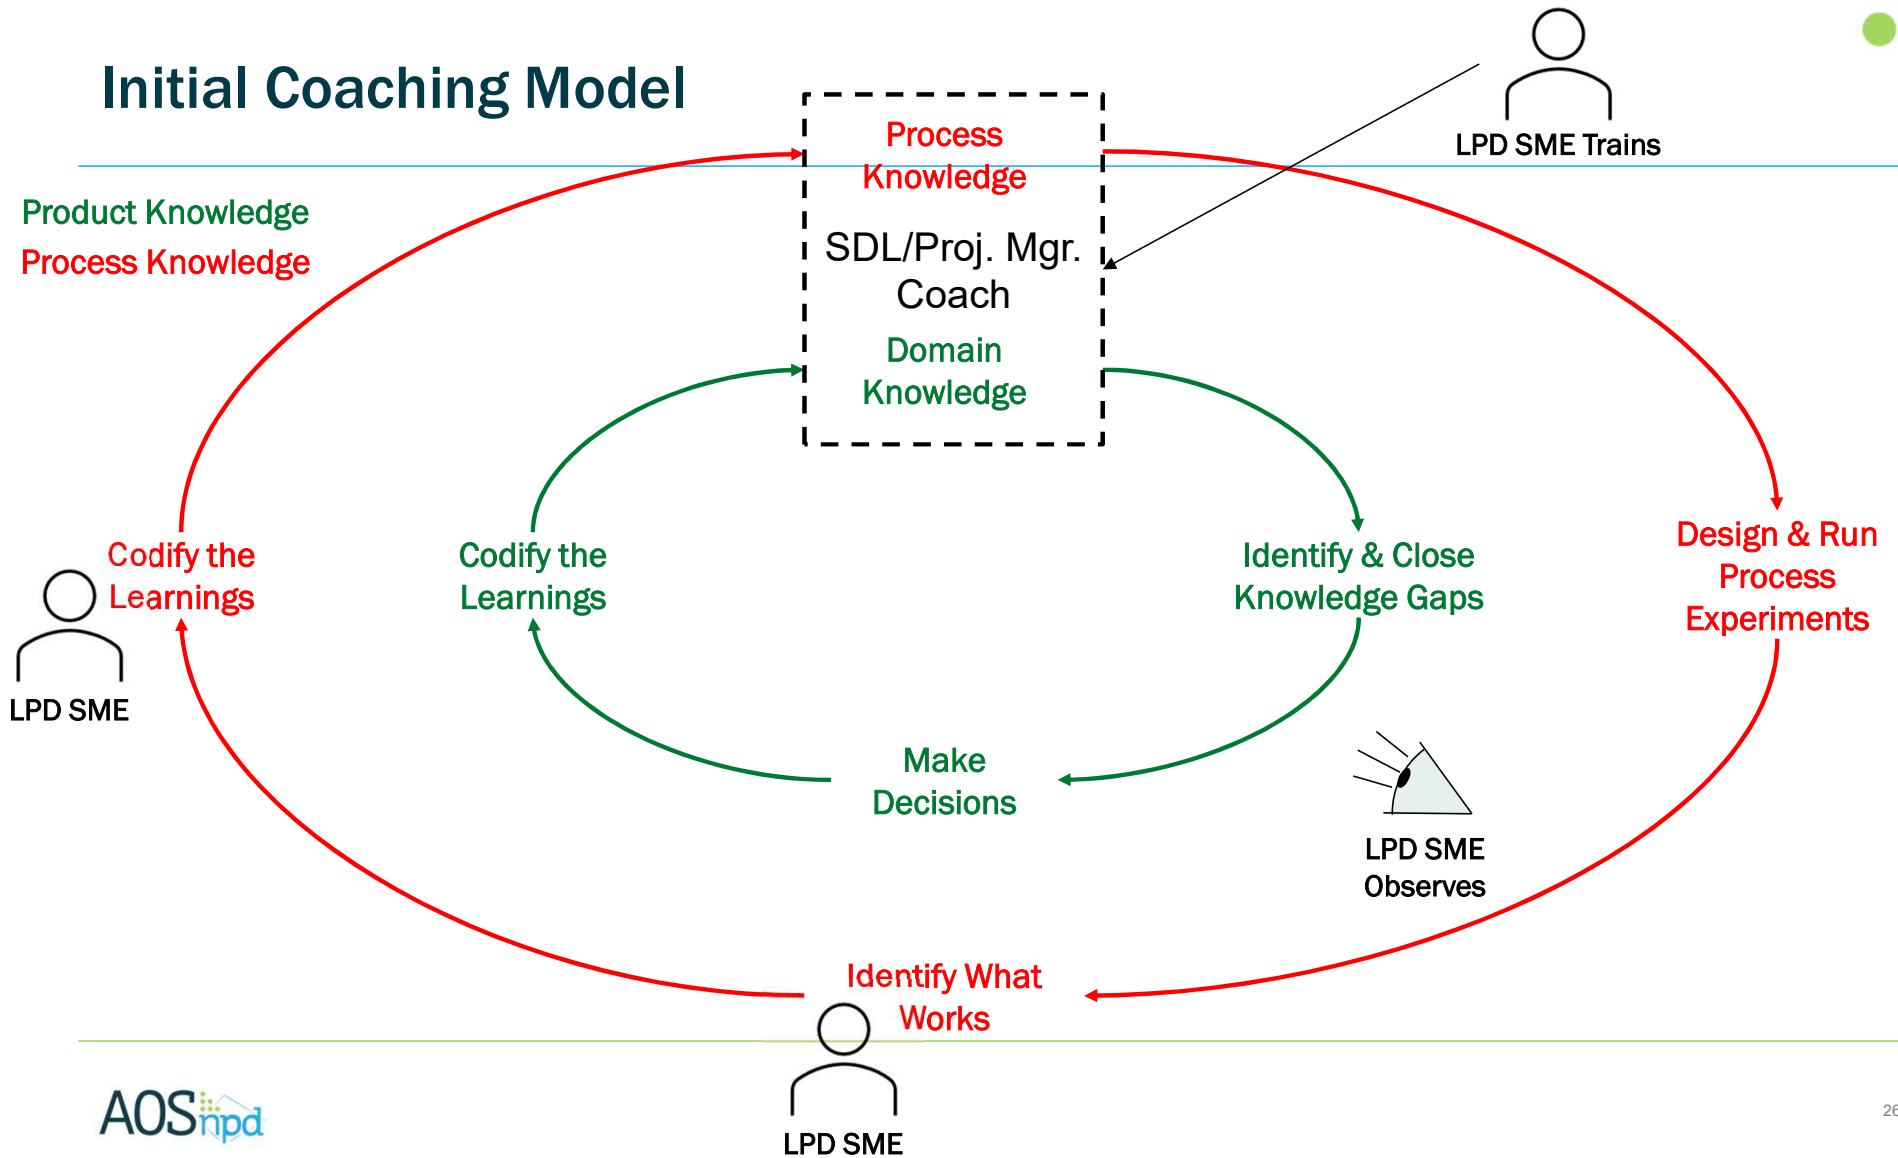 Initial Coaching Model
LPD SME Trains
Process
Knowledge
SDL/Proj. Mgr.
Coach
Domain
Knowledge
Product Knowledge
Process Knowledge
Codify the
Learnings
LPD SME
Codify the
Learnings
Identify & Close
Knowledge Gaps
Design & Run
Process
Experiments
Make
Decisions
LPD SME
Observes
Identify What
Works
LPD SME
AOSnpd
26